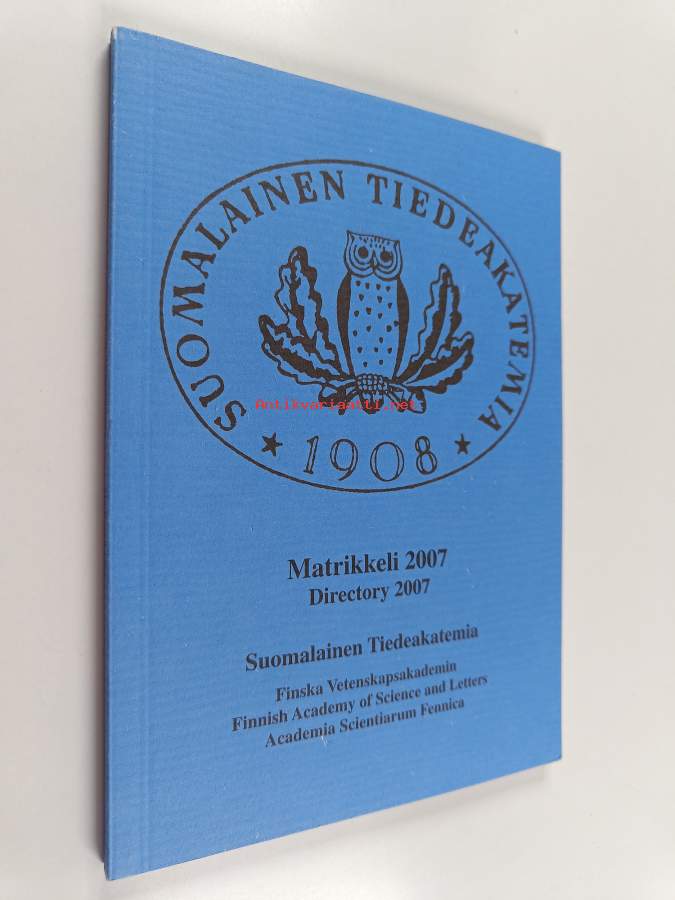 SUOMALAINEN TIEDEAKATEMIA
★ 1908 ★
Antikvariaatti.net
Matrikkeli 2007
Directory 2007
Suomalainen Tiedeakatemia
Finska Vetenskapsakademin
Finnish Academy of Science and Letters
Academia Scientiarum Fennica